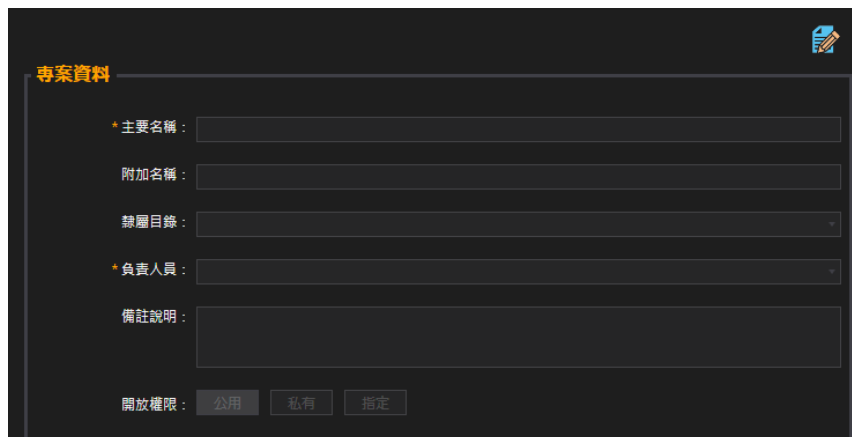 專案資料
*主要名稱：
附加名稱：
隸屬目錄：
*負責人員：
備註說明：
開放權限： 公用 私有 指定